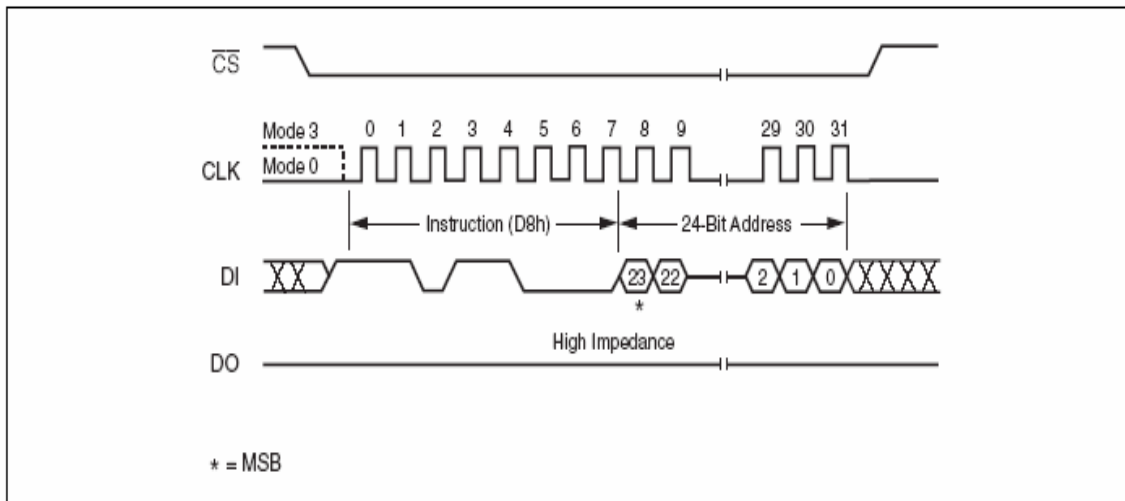 CS
Mode 3
0 1 2 3 4 5 6 7 8 9 29 30 31
CLK
Mode 0
Instruction (D8h)
24-Bit Address
DI
23 22 2 1 0
*
High Impedance
DO
* = MSB